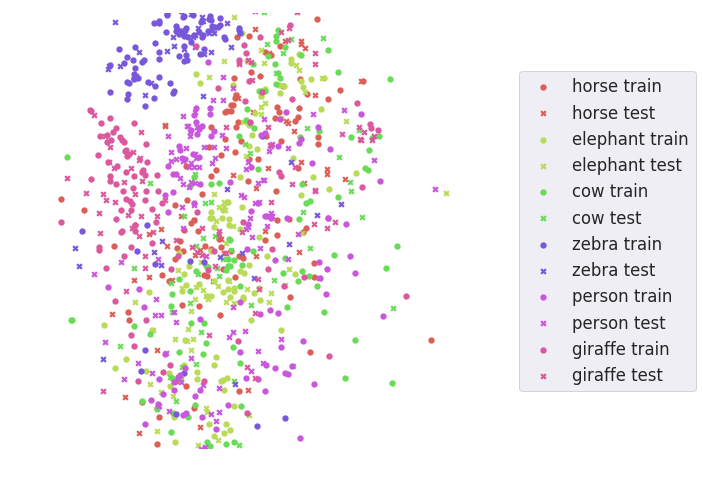 horse train
horse test
elephant train
elephant test
cow train
cow test
zebra train
zebra test
person train
person test
giraffe train
giraffe test